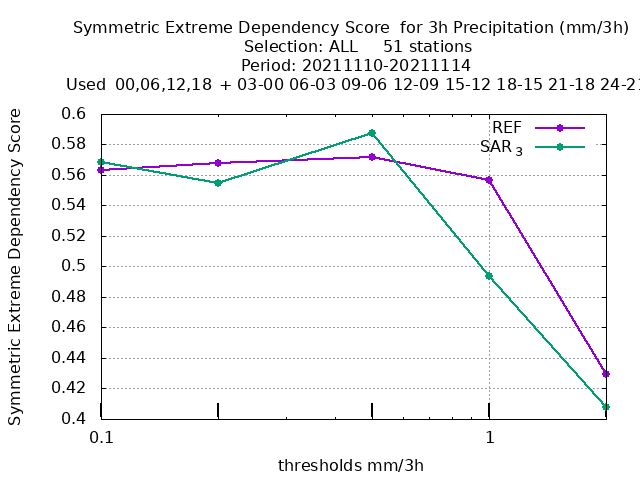 Symmetric Extreme Dependency Score  for 3h Precipitation (mm/3h)
Selection: ALL     51 stations
Period: 20211110-20211114
Used  00,06,12,18  + 03-00 06-03 09-06 12-09  15-12 18-15 21-18 24-21
Symmetric Extreme Dependency Score
0.6
0.58
0.56
0.54
0.52
0.5
0.48
0.46
0.44
0.42
0.4
REF
SAR 3
0.1
1
thresholds mm/3h